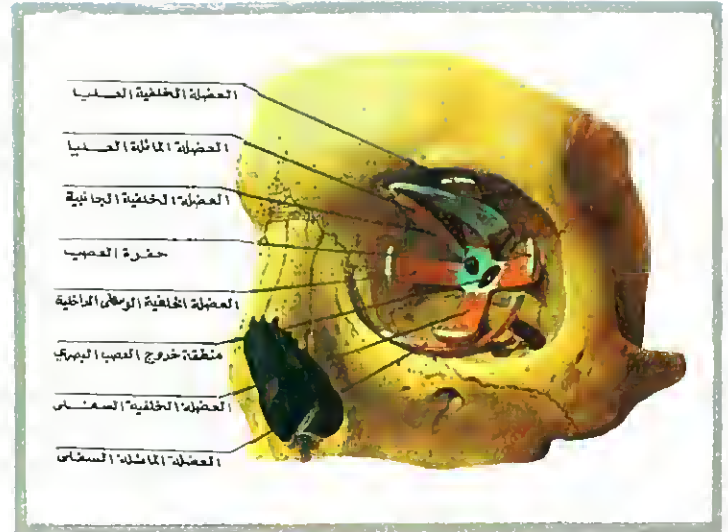 العضلة الخلفية العليا
العضلة المائلة العليا
العضلة الخلفية الجانبية
حفرة العصب
العضلة الخلفية الوسطى الداخلية
منطقة خروج العصب البصري
العضلة الخلفية السفلى
العضلة المائلة السفلى